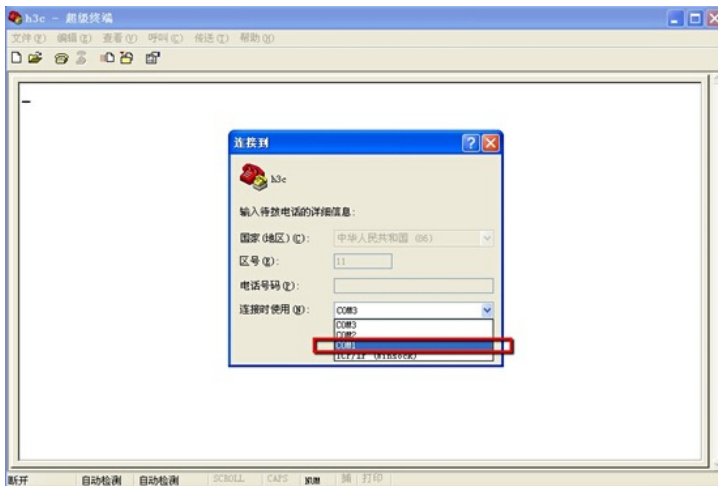 h3c - 超级终端
文件(F) 编辑(E) 查看(V) 呼叫(C) 传送(T) 帮助(H)
连接到
h3c
输入待拨电话的详细信息:
国家(地区)(C): 中华人民共和国 (86)
区号(E): 11
电话号码(P):
连接时使用(N): COM3
COM3
COM2
COM1
TCP/IP (Winsock)
断开 自动检测 自动检测 SCROLL CAPS NUM 捕 打印